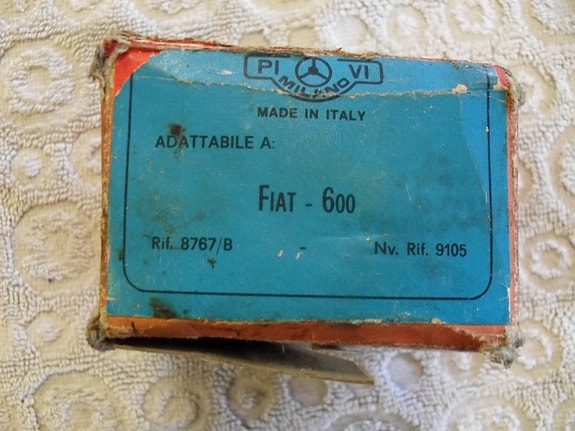 PI VI
MILANO
MADE IN ITALY
ADATTABILE A:
FIAT - 600
Rif. 8767/B - Nv. Rif. 9105